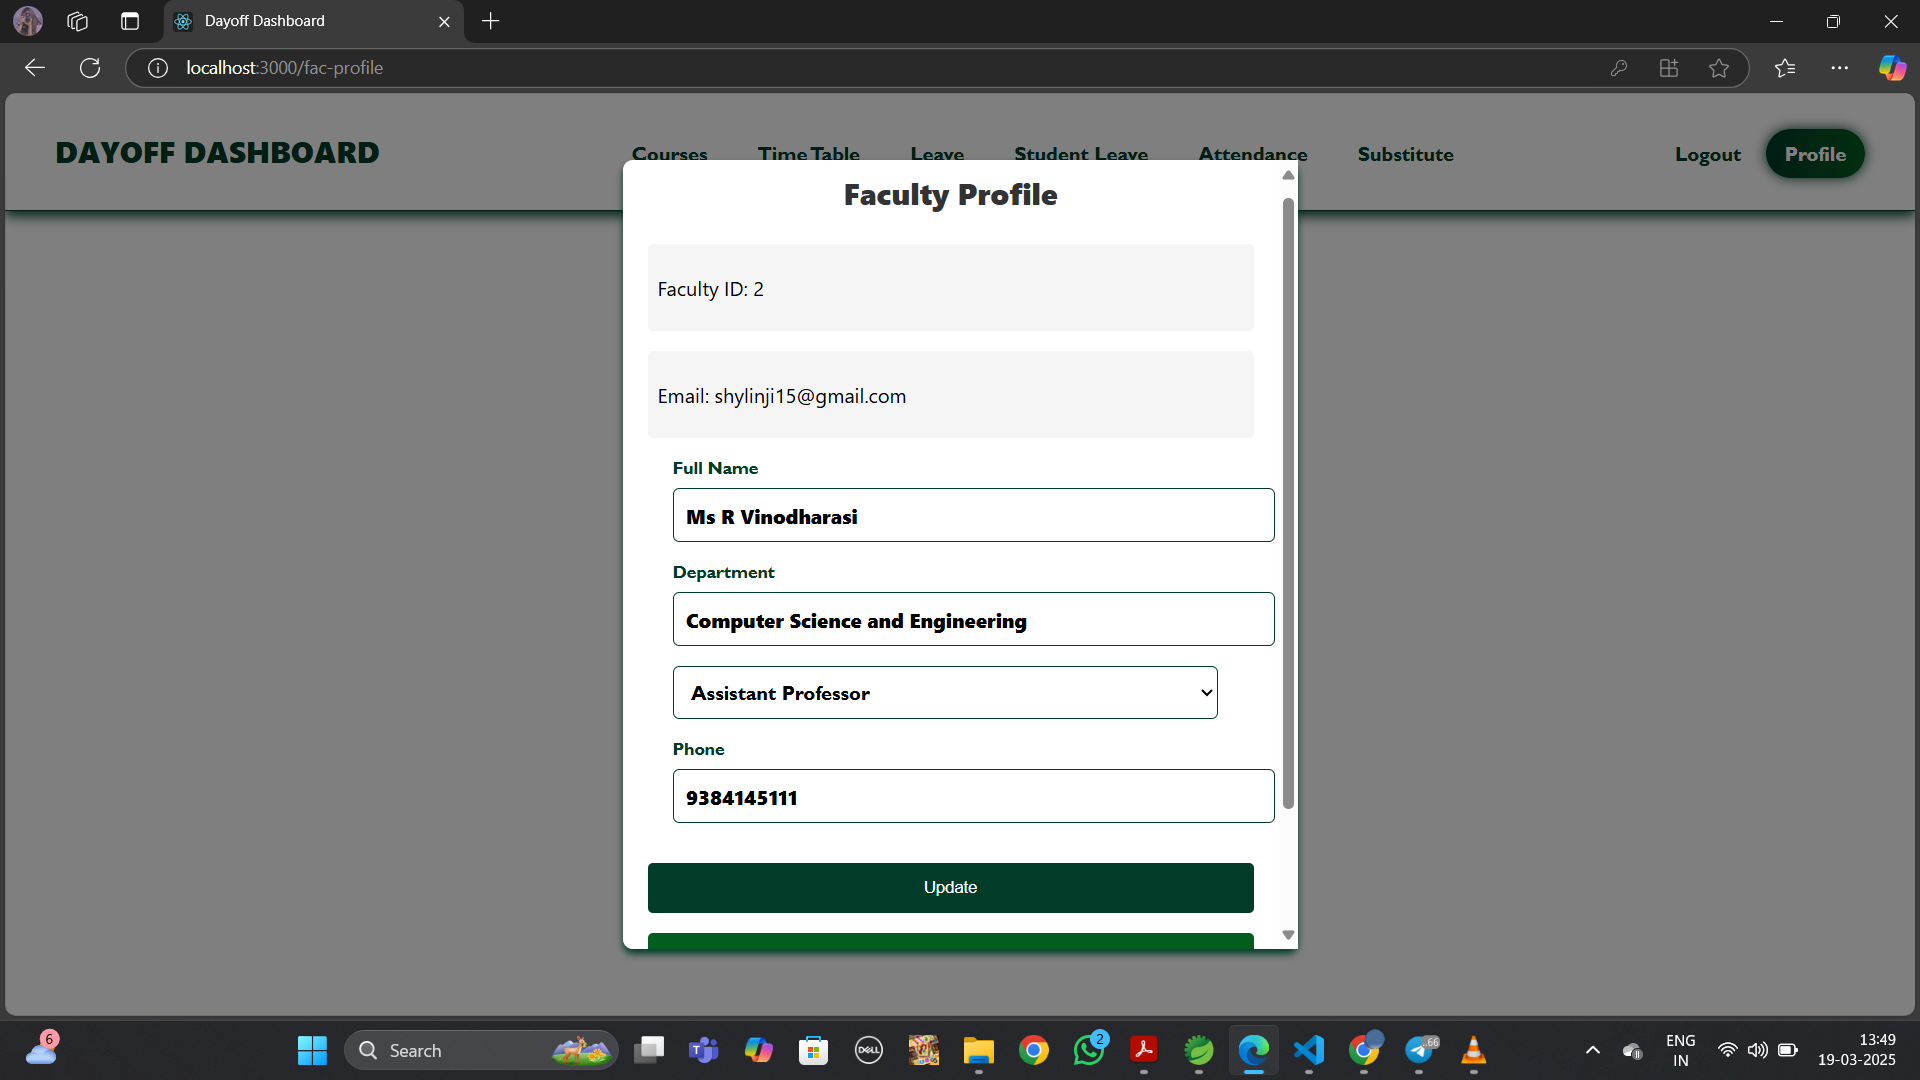 Dayoff Dashboard
localhost:3000/fac-profile
DAYOFF DASHBOARD
Courses
Time Table
Leave
Student Leave
Attendance
Substitute
Logout
Profile
Faculty Profile
Faculty ID: 2
Email: shylinji15@gmail.com
Full Name
Ms R Vinodharasi
Department
Computer Science and Engineering
Assistant Professor
Phone
9384145111
Update
6
Search
T
DELL
2
66
ENG
IN
13:49
19-03-2025